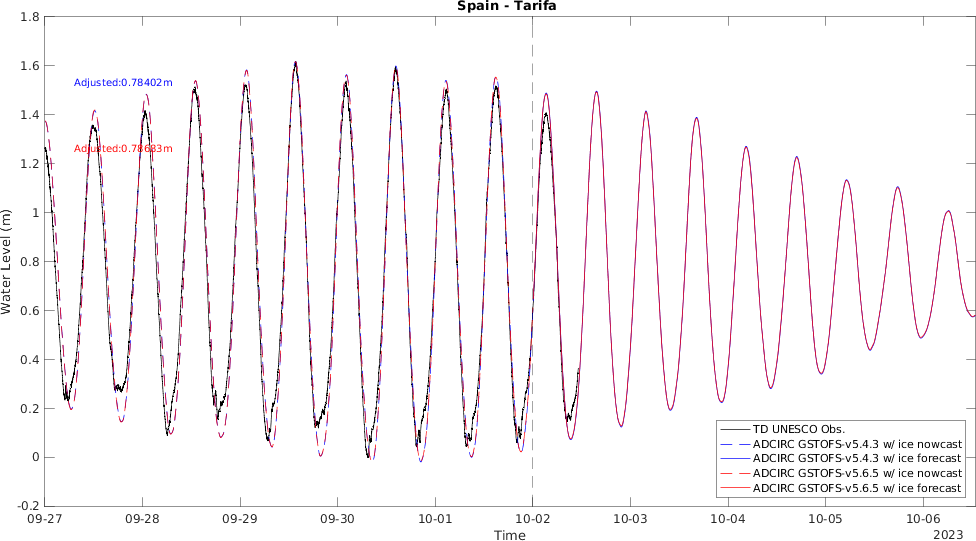 Spain - Tarifa
1.8
1.6
1.4
1.2
1
0.8
0.6
0.4
0.2
0
-0.2
Water Level (m)
Adjusted:0.78402m
Adjusted:0.78683m
TD UNESCO Obs.
ADCIRC GSTOFS-v5.4.3 w/ ice nowcast
ADCIRC GSTOFS-v5.4.3 w/ ice forecast
ADCIRC GSTOFS-v5.6.5 w/ ice nowcast
ADCIRC GSTOFS-v5.6.5 w/ ice forecast
09-27 09-28 09-29 09-30 10-01 10-02 10-03 10-04 10-05 10-06
Time
2023